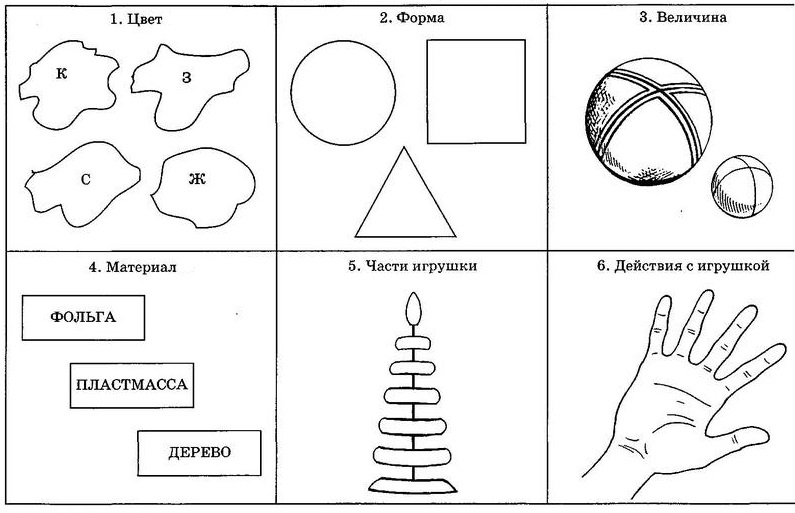 1. Цвет
К
З
С
Ж
2. Форма
3. Величина
4. Материал
ФОЛЬГА
ПЛАСТМАССА
ДЕРЕВО
5. Части игрушки
6. Действия с игрушкой